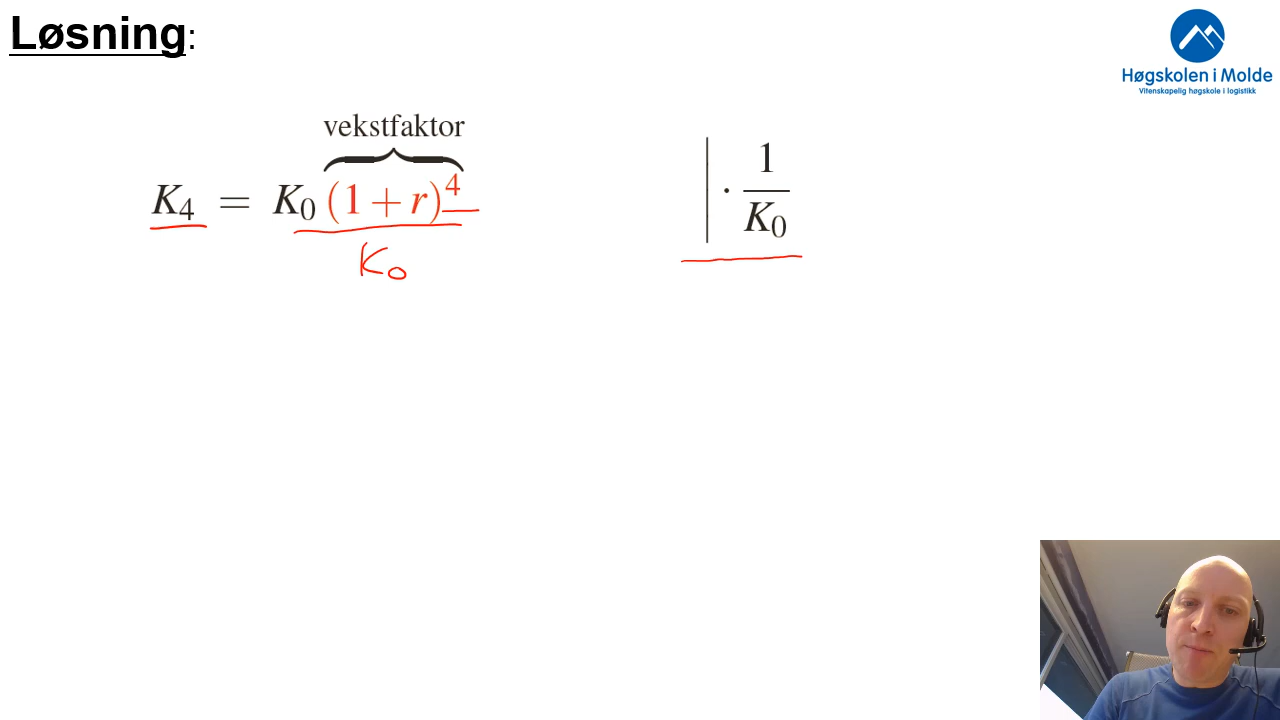 Løsning:
Høgskolen i Molde
Vitenskapelig høgskole i logistikk
vekstfaktor
K₄ = K₀ (1 + r)⁴
| · 1/K₀
K₀